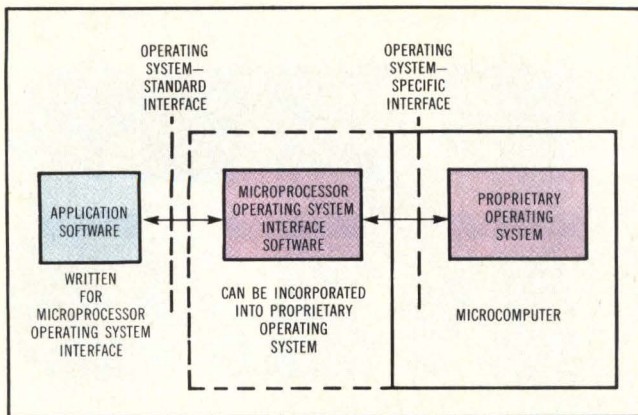 OPERATING
SYSTEM—
STANDARD
INTERFACE
OPERATING
SYSTEM—
SPECIFIC
INTERFACE
APPLICATION
SOFTWARE
MICROPROCESSOR
OPERATING SYSTEM
INTERFACE
SOFTWARE
PROPRIETARY
OPERATING
SYSTEM
WRITTEN
FOR
MICROPROCESSOR
OPERATING SYSTEM
INTERFACE
CAN BE INCORPORATED
INTO PROPRIETARY
OPERATING
SYSTEM
MICROCOMPUTER